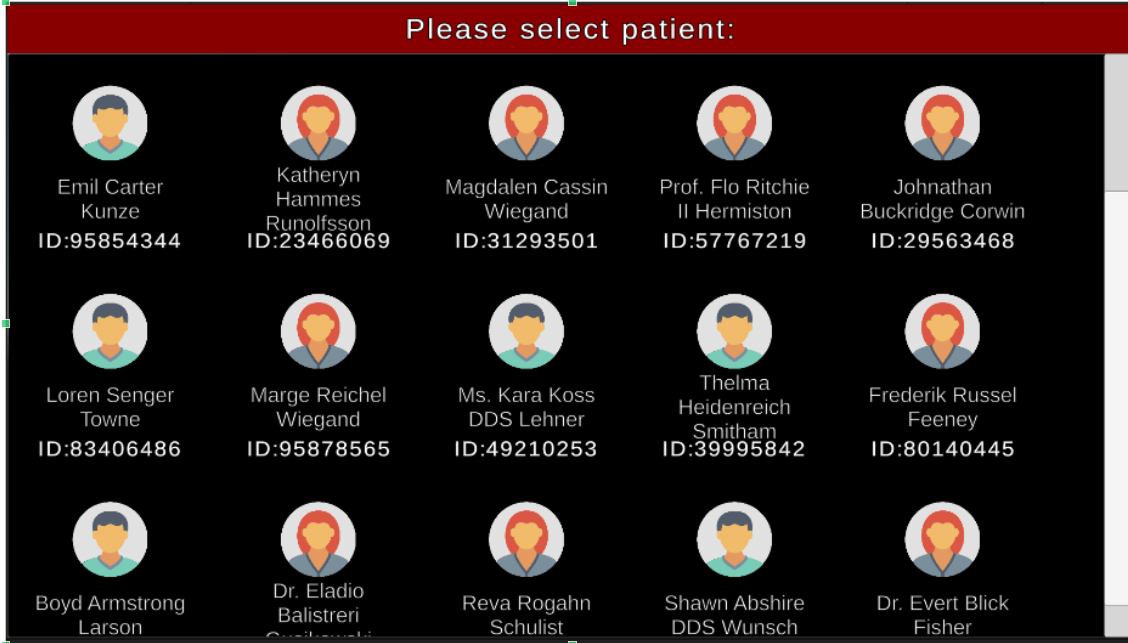 Please select patient:
Emil Carter
Kunze
ID:95854344
Katheryn
Hammes
Runolfsson
ID:23466069
Magdalen Cassin
Wiegand
ID:31293501
Prof. Flo Ritchie
II Hermiston
ID:57767219
Johnathan
Buckridge Corwin
ID:29563468
Loren Senger
Towne
ID:83406486
Marge Reichel
Wiegand
ID:95878565
Ms. Kara Koss
DDS Lehner
ID:49210253
Thelma
Heidenreich
Smitham
ID:39995842
Frederik Russel
Feeney
ID:80140445
Boyd Armstrong
Larson
Dr. Eladio
Balistreri
Reva Rogahn
Schulist
Shawn Abshire
DDS Wunsch
Dr. Evert Blick
Fisher